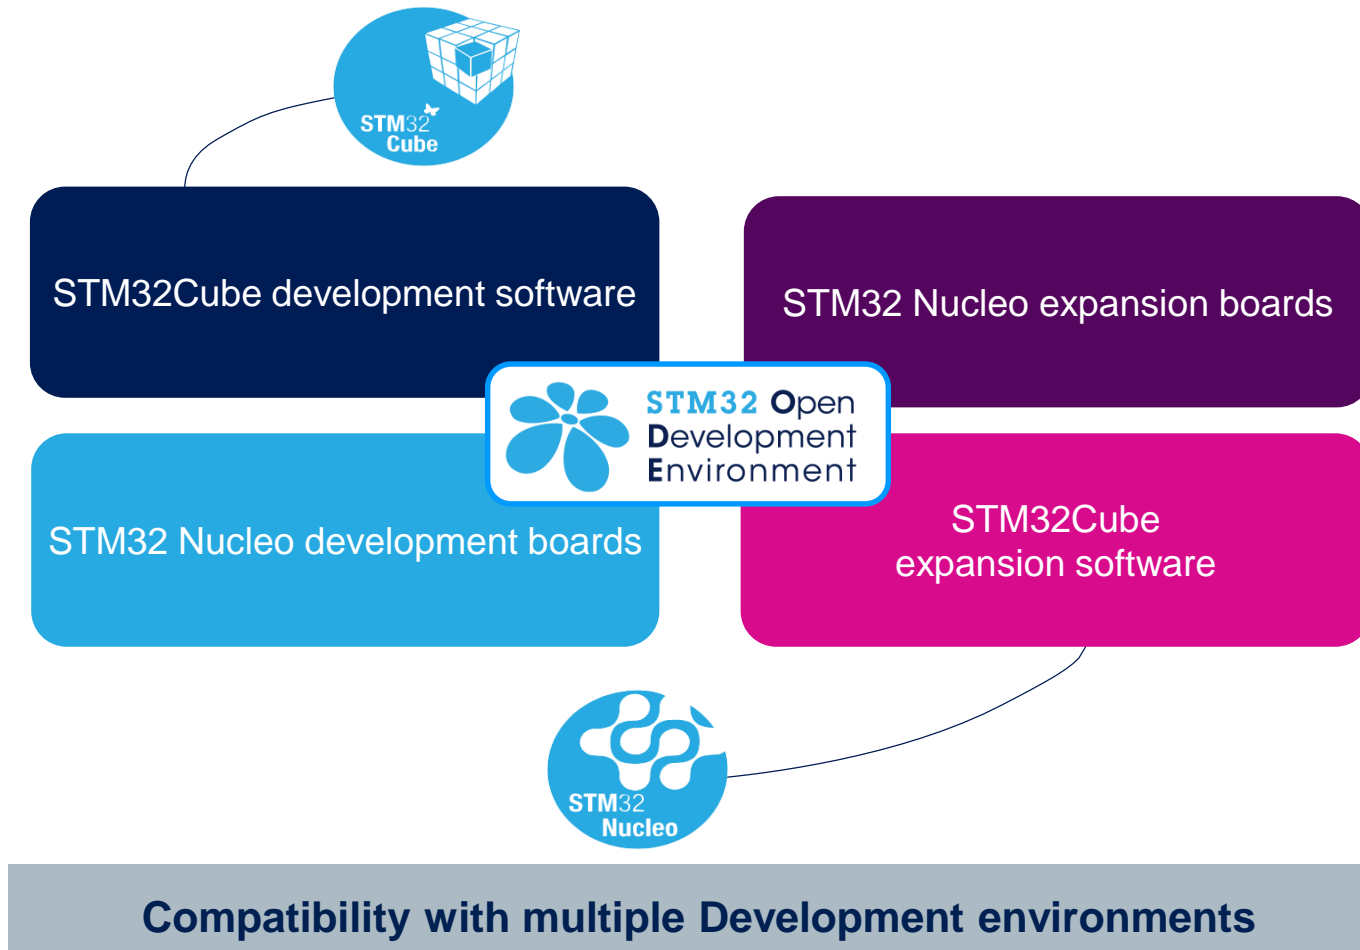 STM32
Cube
STM32Cube development software
STM32 Nucleo expansion boards
STM32 Open
Development
Environment
STM32 Nucleo development boards
STM32Cube
expansion software
STM32
Nucleo
Compatibility with multiple Development environments